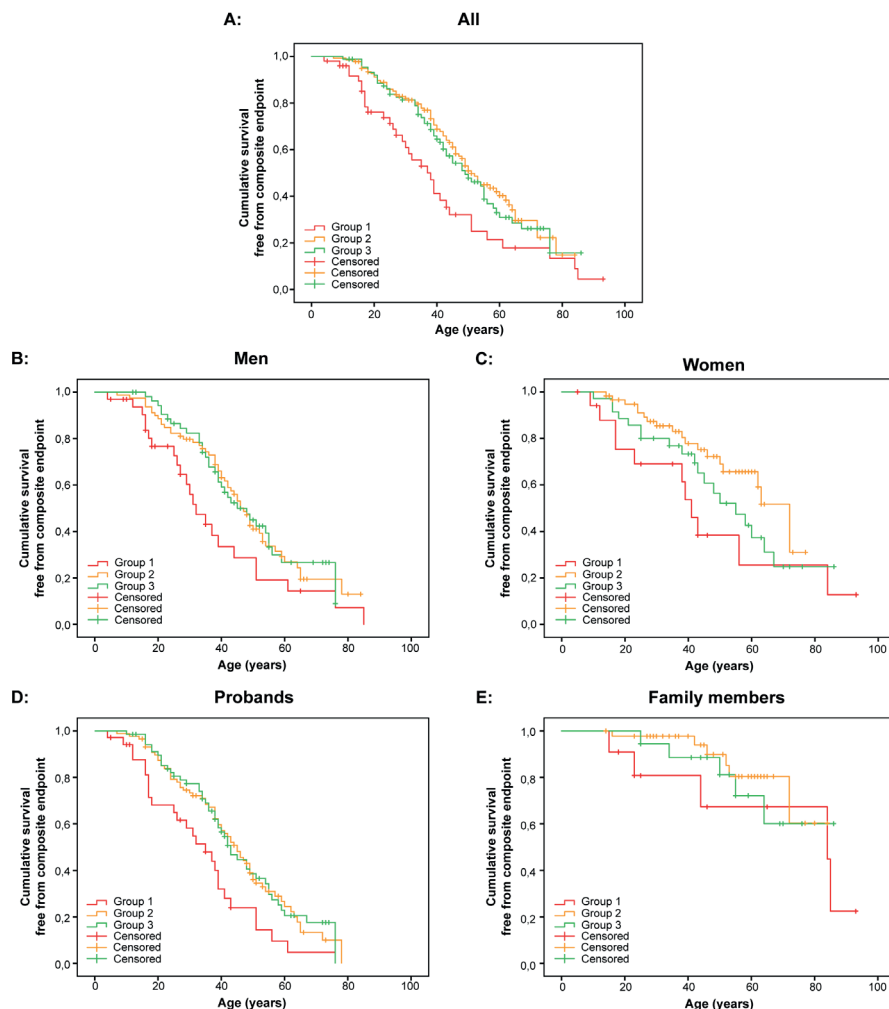 A: All
Cumulative survival
free from composite endpoint
1,0
0,8
0,6
0,4
0,2
0,0
Group 1
Group 2
Group 3
Censored
Censored
Censored
0 20 40 60 80 100
Age (years)
B: Men
Cumulative survival
free from composite endpoint
1,0
0,8
0,6
0,4
0,2
0,0
Group 1
Group 2
Group 3
Censored
Censored
Censored
0 20 40 60 80 100
Age (years)
C: Women
Cumulative survival
free from composite endpoint
1,0
0,8
0,6
0,4
0,2
0,0
Group 1
Group 2
Group 3
Censored
Censored
Censored
0 20 40 60 80 100
Age (years)
D: Probands
Cumulative survival
free from composite endpoint
1,0
0,8
0,6
0,4
0,2
0,0
Group 1
Group 2
Group 3
Censored
Censored
Censored
0 20 40 60 80 100
Age (years)
E: Family members
Cumulative survival
free from composite endpoint
1,0
0,8
0,6
0,4
0,2
0,0
Group 1
Group 2
Group 3
Censored
Censored
Censored
0 20 40 60 80 100
Age (years)